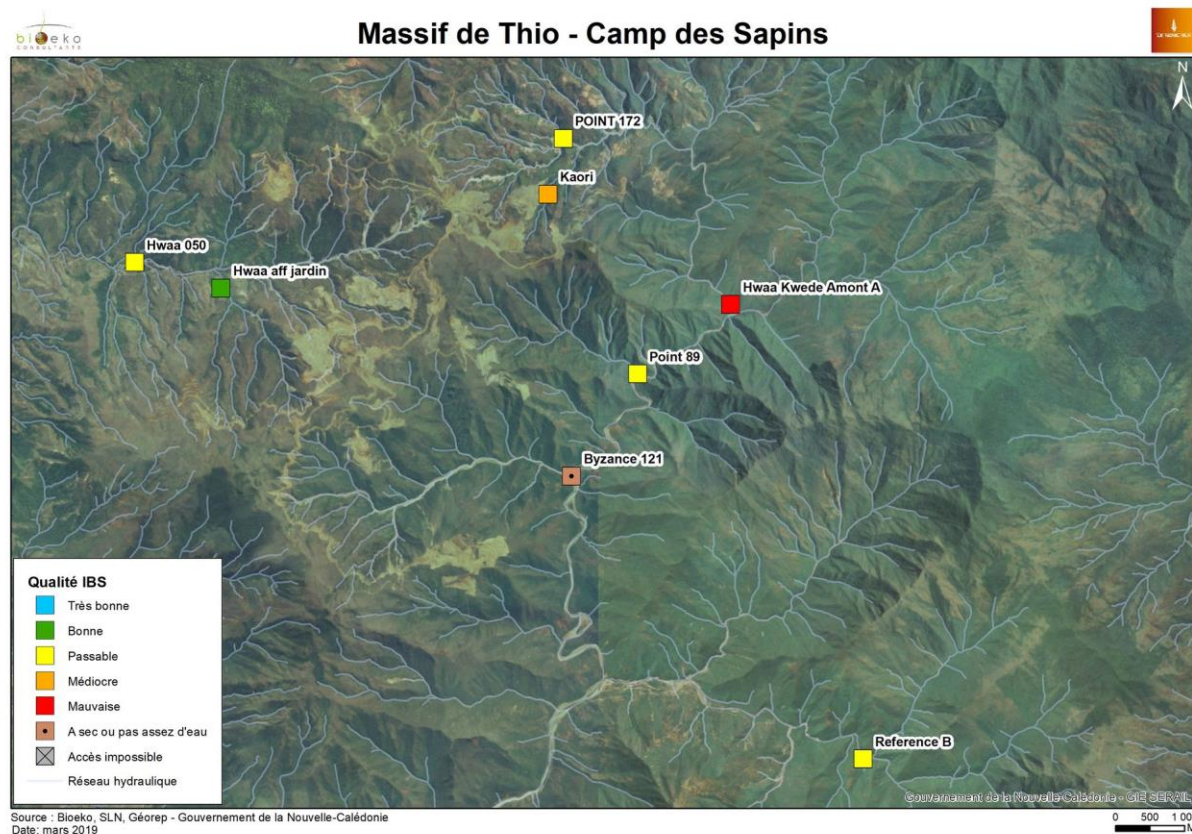 bioeko
CONSULTANTS
Massif de Thio - Camp des Sapins
N
POINT 172
Kaori
Hwaa 050
Hwaa aff jardin
Hwaa Kwede Amont A
Point 89
Byzance 121
Reference B
Qualité IBS
Très bonne
Bonne
Passable
Médiocre
Mauvaise
A sec ou pas assez d'eau
Accès impossible
Réseau hydraulique
Gouvernement de la Nouvelle-Calédonie - GIE SERAIL
Source : Bioeko, SLN, Géorep - Gouvernement de la Nouvelle-Calédonie
Date: mars 2019
0 500 1 00